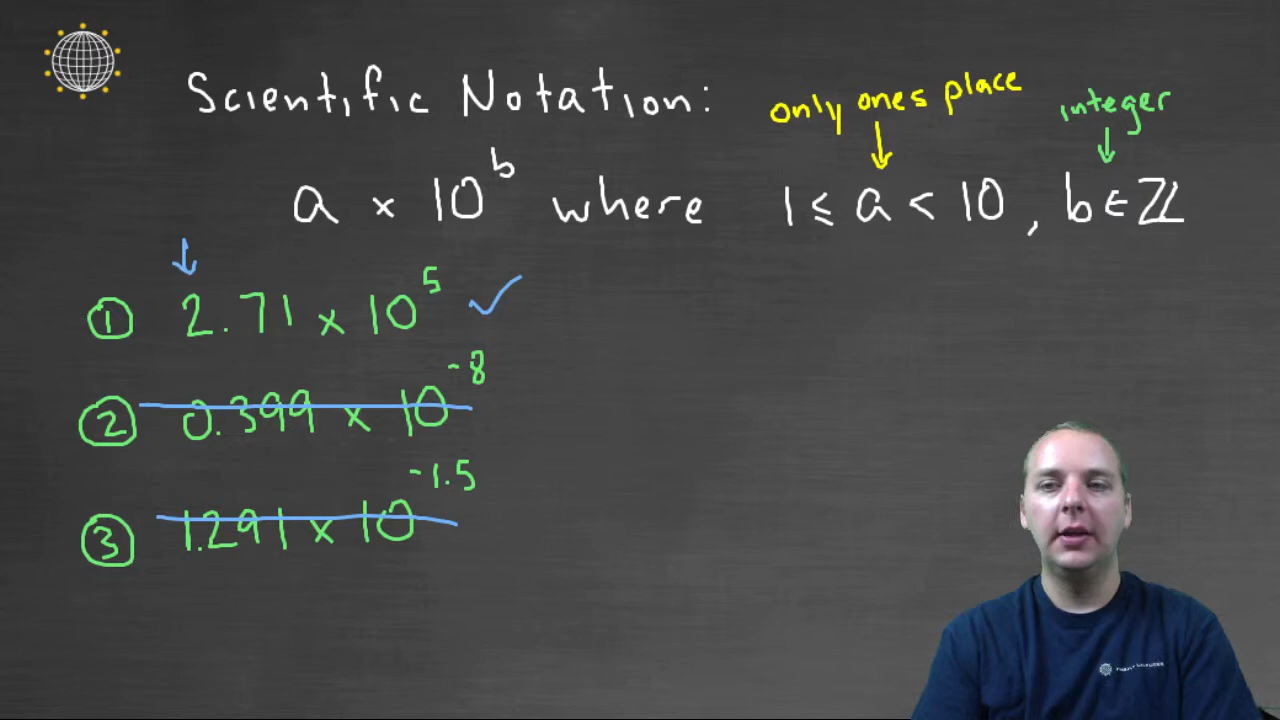 Scientific Notation:
only ones place
integer
a × 10^b where 1 ≤ a < 10, b ∈ ℤ
① 2.71 × 10^5 ✓
② 0.399 × 10^-8
③ 1.291 × 10^-1.5